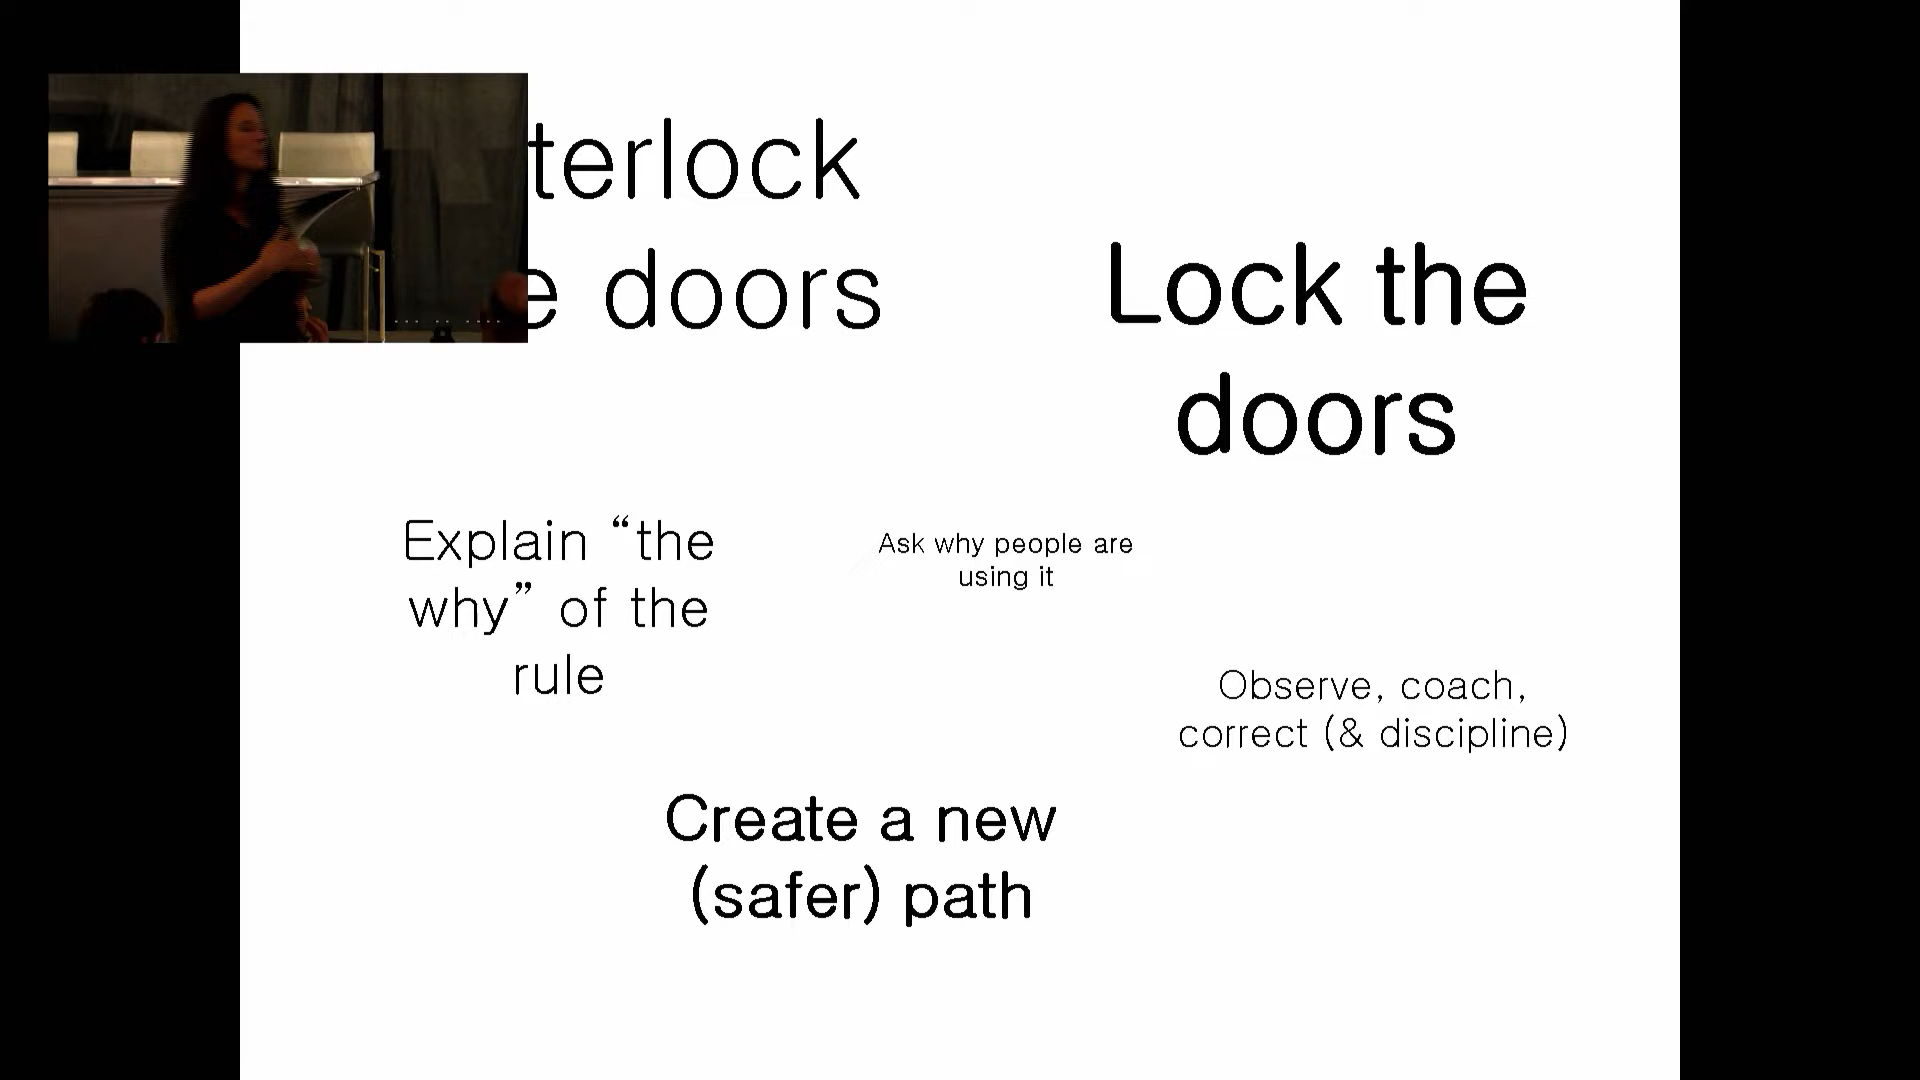 terlock
e doors
Lock the
doors
Explain “the
why” of the
rule
Ask why people are
using it
Observe, coach,
correct (& discipline)
Create a new
(safer) path